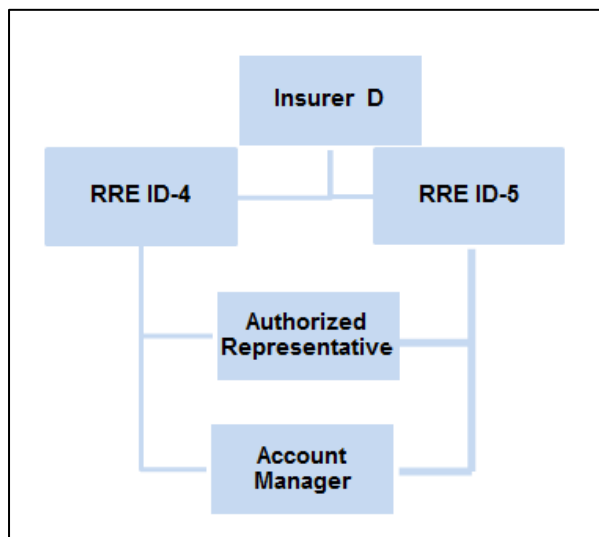 Insurer D
RRE ID-4
RRE ID-5
Authorized
Representative
Account
Manager